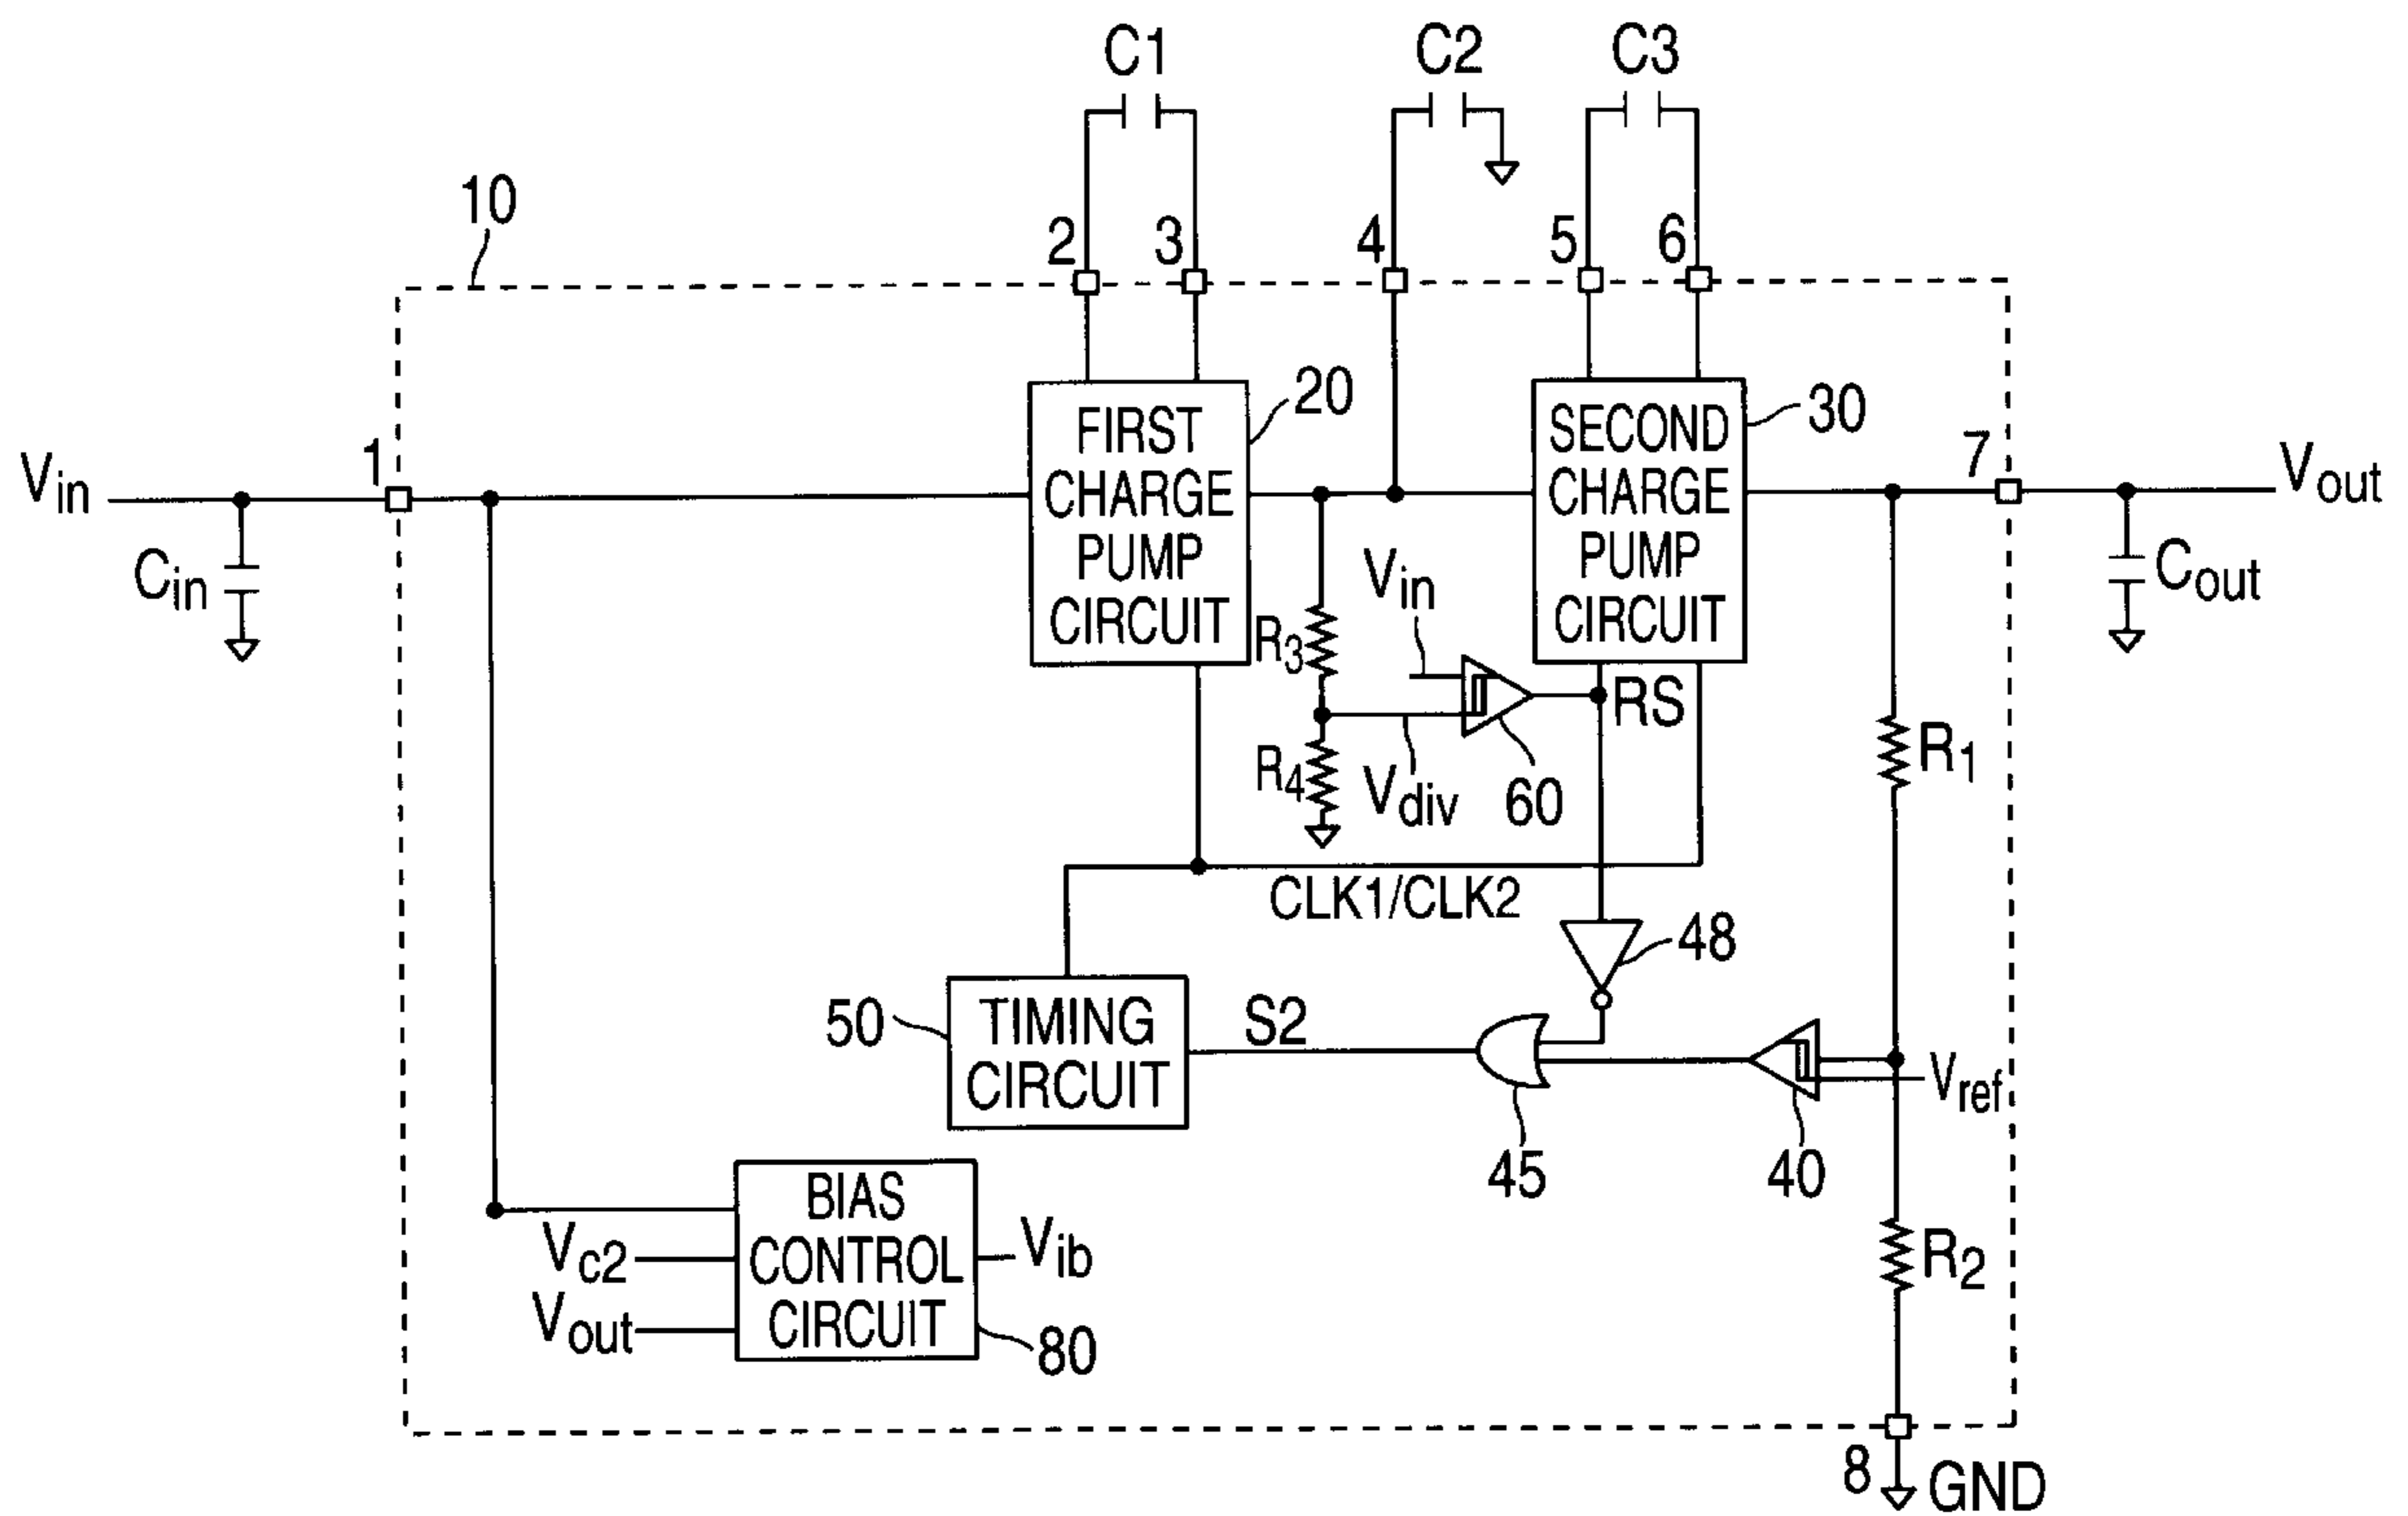 C1
C2
C3
10
2
3
4
5
6
FIRST
CHARGE
PUMP
CIRCUIT
20
SECOND
CHARGE
PUMP
CIRCUIT
30
Vin
1
7
Vout
Cin
Cout
Vin
R3
RS
R4
Vdiv
60
R1
CLK1/CLK2
48
50
TIMING
CIRCUIT
S2
45
40
Vref
BIAS
CONTROL
CIRCUIT
Vc2
Vout
Vib
80
R2
8
GND